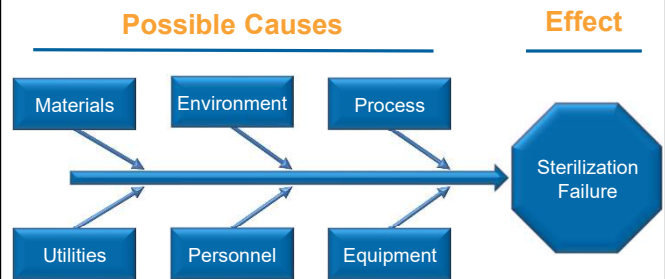 Possible Causes
Effect
Materials
Environment
Process
Sterilization
Failure
Utilities
Personnel
Equipment